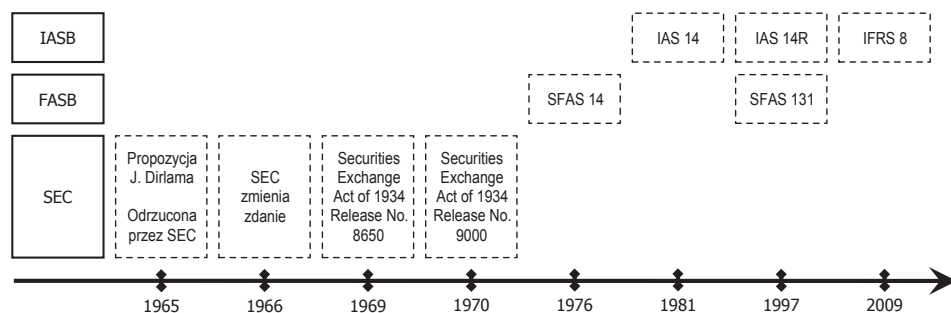 IASB
IAS 14
IAS 14R
IFRS 8
FASB
SFAS 14
SFAS 131
SEC
Propozycja
J. Dirlama
Odrzucona
przez SEC
SEC
zmienia
zdanie
Securities
Exchange
Act of 1934
Release No.
8650
Securities
Exchange
Act of 1934
Release No.
9000
1965
1966
1969
1970
1976
1981
1997
2009